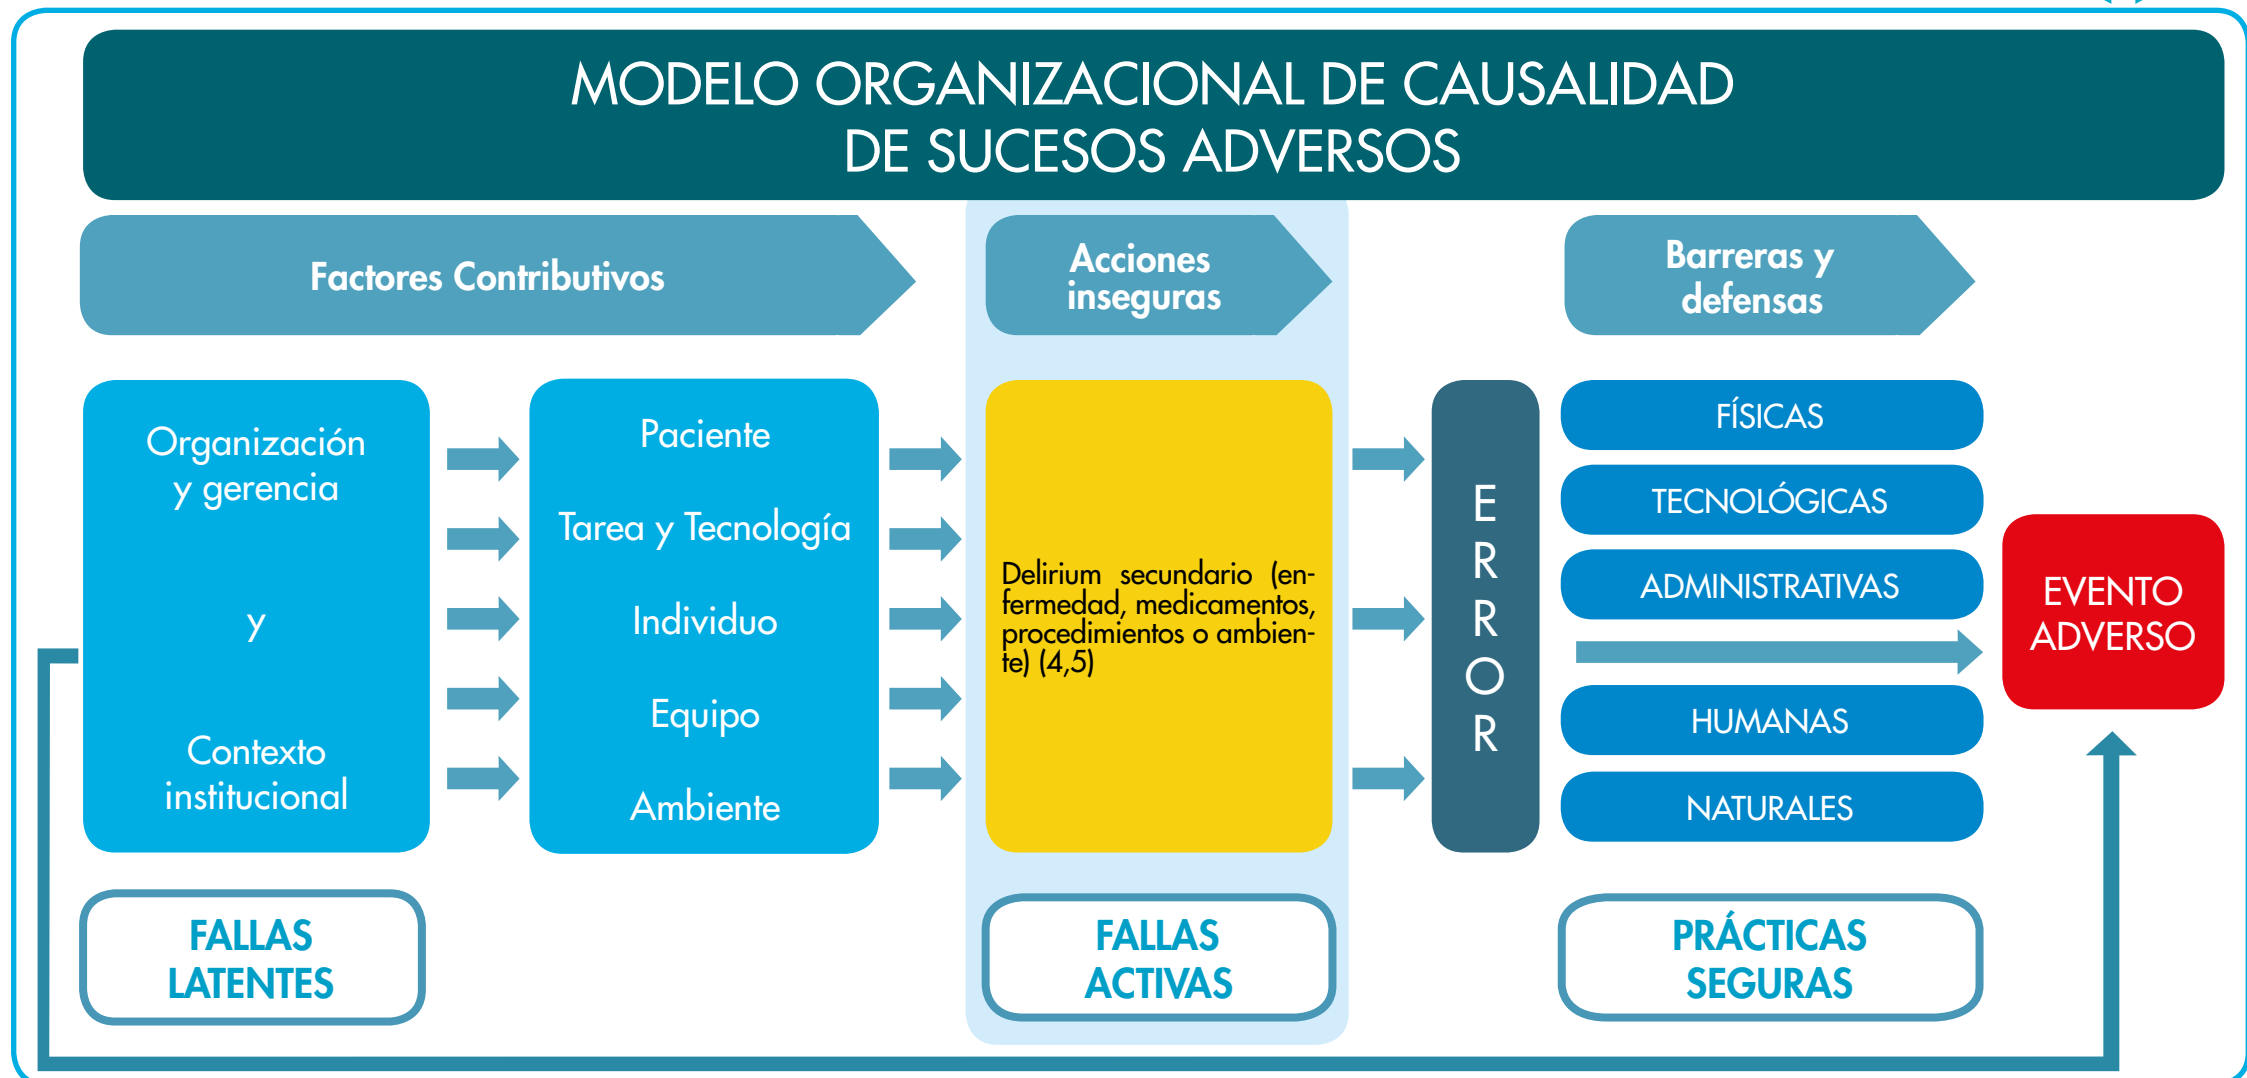 MODELO ORGANIZACIONAL DE CAUSALIDAD
DE SUCESOS ADVERSOS
Factores Contributivos
Acciones
inseguras
Barreras y
defensas
Organización
y gerencia
y
Contexto
institucional
Paciente
Tarea y Tecnología
Individuo
Equipo
Ambiente
Delirium secundario (en-
fermedad, medicamentos,
procedimientos o ambien-
te) (4,5)
E
R
R
O
R
FÍSICAS
TECNOLÓGICAS
ADMINISTRATIVAS
HUMANAS
NATURALES
EVENTO
ADVERSO
FALLAS
LATENTES
FALLAS
ACTIVAS
PRÁCTICAS
SEGURAS